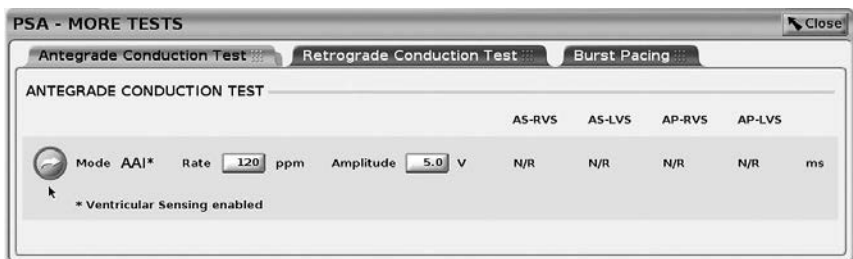 PSA - MORE TESTS Close
Antegrade Conduction Test Retrograde Conduction Test Burst Pacing
ANTEGRADE CONDUCTION TEST
AS-RVS AS-LVS AP-RVS AP-LVS
Mode AAI* Rate 120 ppm Amplitude 5.0 V N/R N/R N/R N/R ms
* Ventricular Sensing enabled